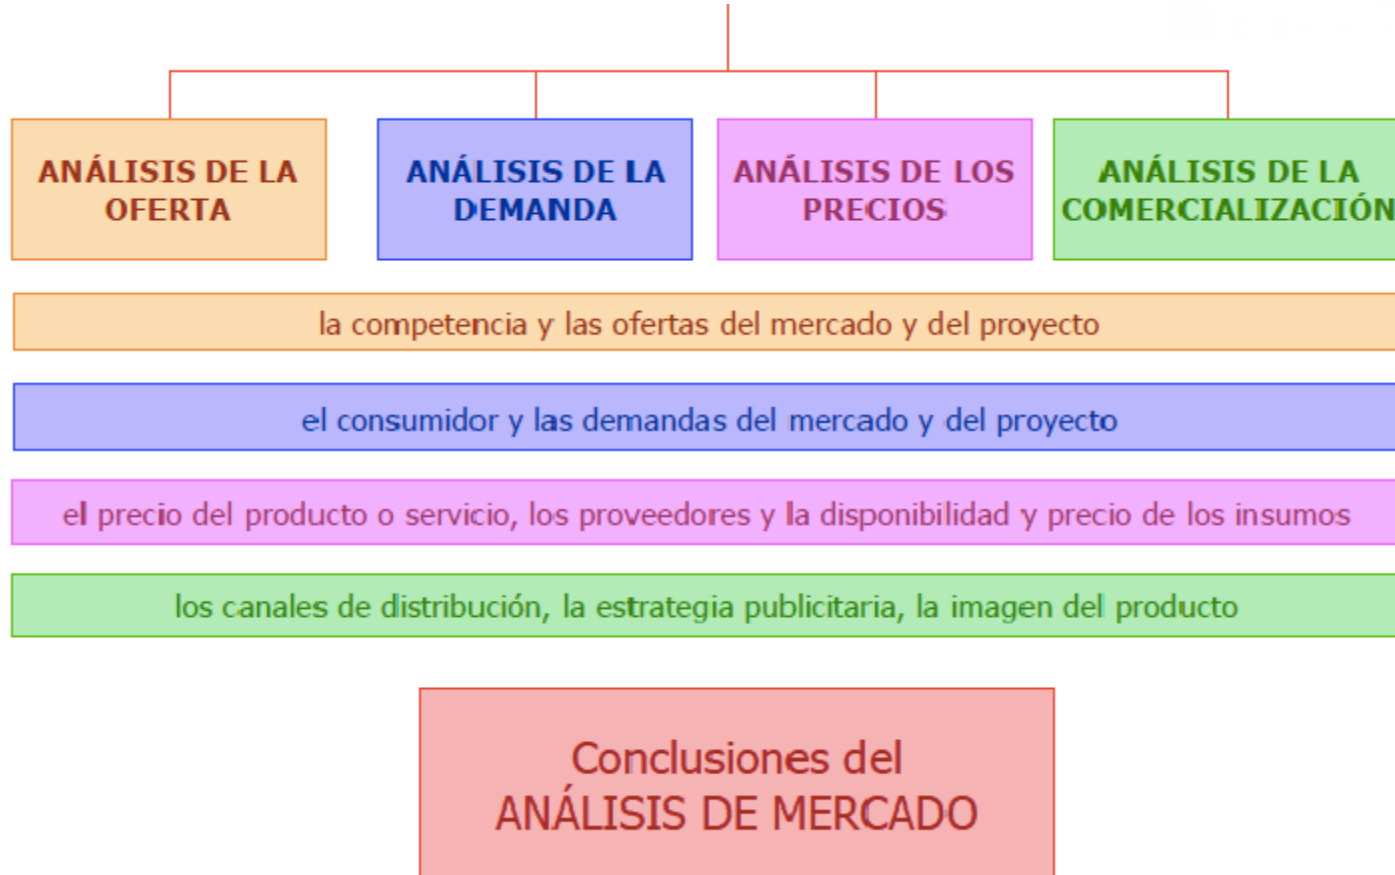 ANÁLISIS DE LA
OFERTA
ANÁLISIS DE LA
DEMANDA
ANÁLISIS DE LOS
PRECIOS
ANÁLISIS DE LA
COMERCIALIZACIÓN
la competencia y las ofertas del mercado y del proyecto
el consumidor y las demandas del mercado y del proyecto
el precio del producto o servicio, los proveedores y la disponibilidad y precio de los insumos
los canales de distribución, la estrategia publicitaria, la imagen del producto
Conclusiones del
ANÁLISIS DE MERCADO